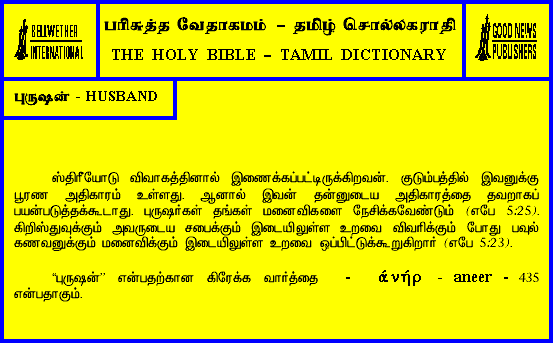 BELLWETHER
INTERNATIONAL
பரிசுத்த வேதாகமம் – தமிழ் சொல்லகராதி
THE HOLY BIBLE – TAMIL DICTIONARY
GOOD NEWS
PUBLISHERS
புருஷன் - HUSBAND
ஸ்திரீயோடு விவாகத்தினால் இணைக்கப்பட்டிருக்கிறவன். குடும்பத்தில் இவனுக்கு
பூரண அதிகாரம் உள்ளது. ஆனால் இவன் தன்னுடைய அதிகாரத்தை தவறாகப்
பயன்படுத்தக்கூடாது. புருஷர்கள் தங்கள் மனைவிகளை நேசிக்கவேண்டும் (எபே 5:25).
கிறிஸ்துவுக்கும் அவருடைய சபைக்கும் இடையிலுள்ள உறவை விவரிக்கும் போது பவுல்
கணவனுக்கும் மனைவிக்கும் இடையிலுள்ள உறவை ஒப்பிட்டுக்கூறுகிறார் (எபே 5:23).
“புருஷன்” என்பதற்கான கிரேக்க வார்த்தை - άνήρ - aneer - 435
என்பதாகும்.